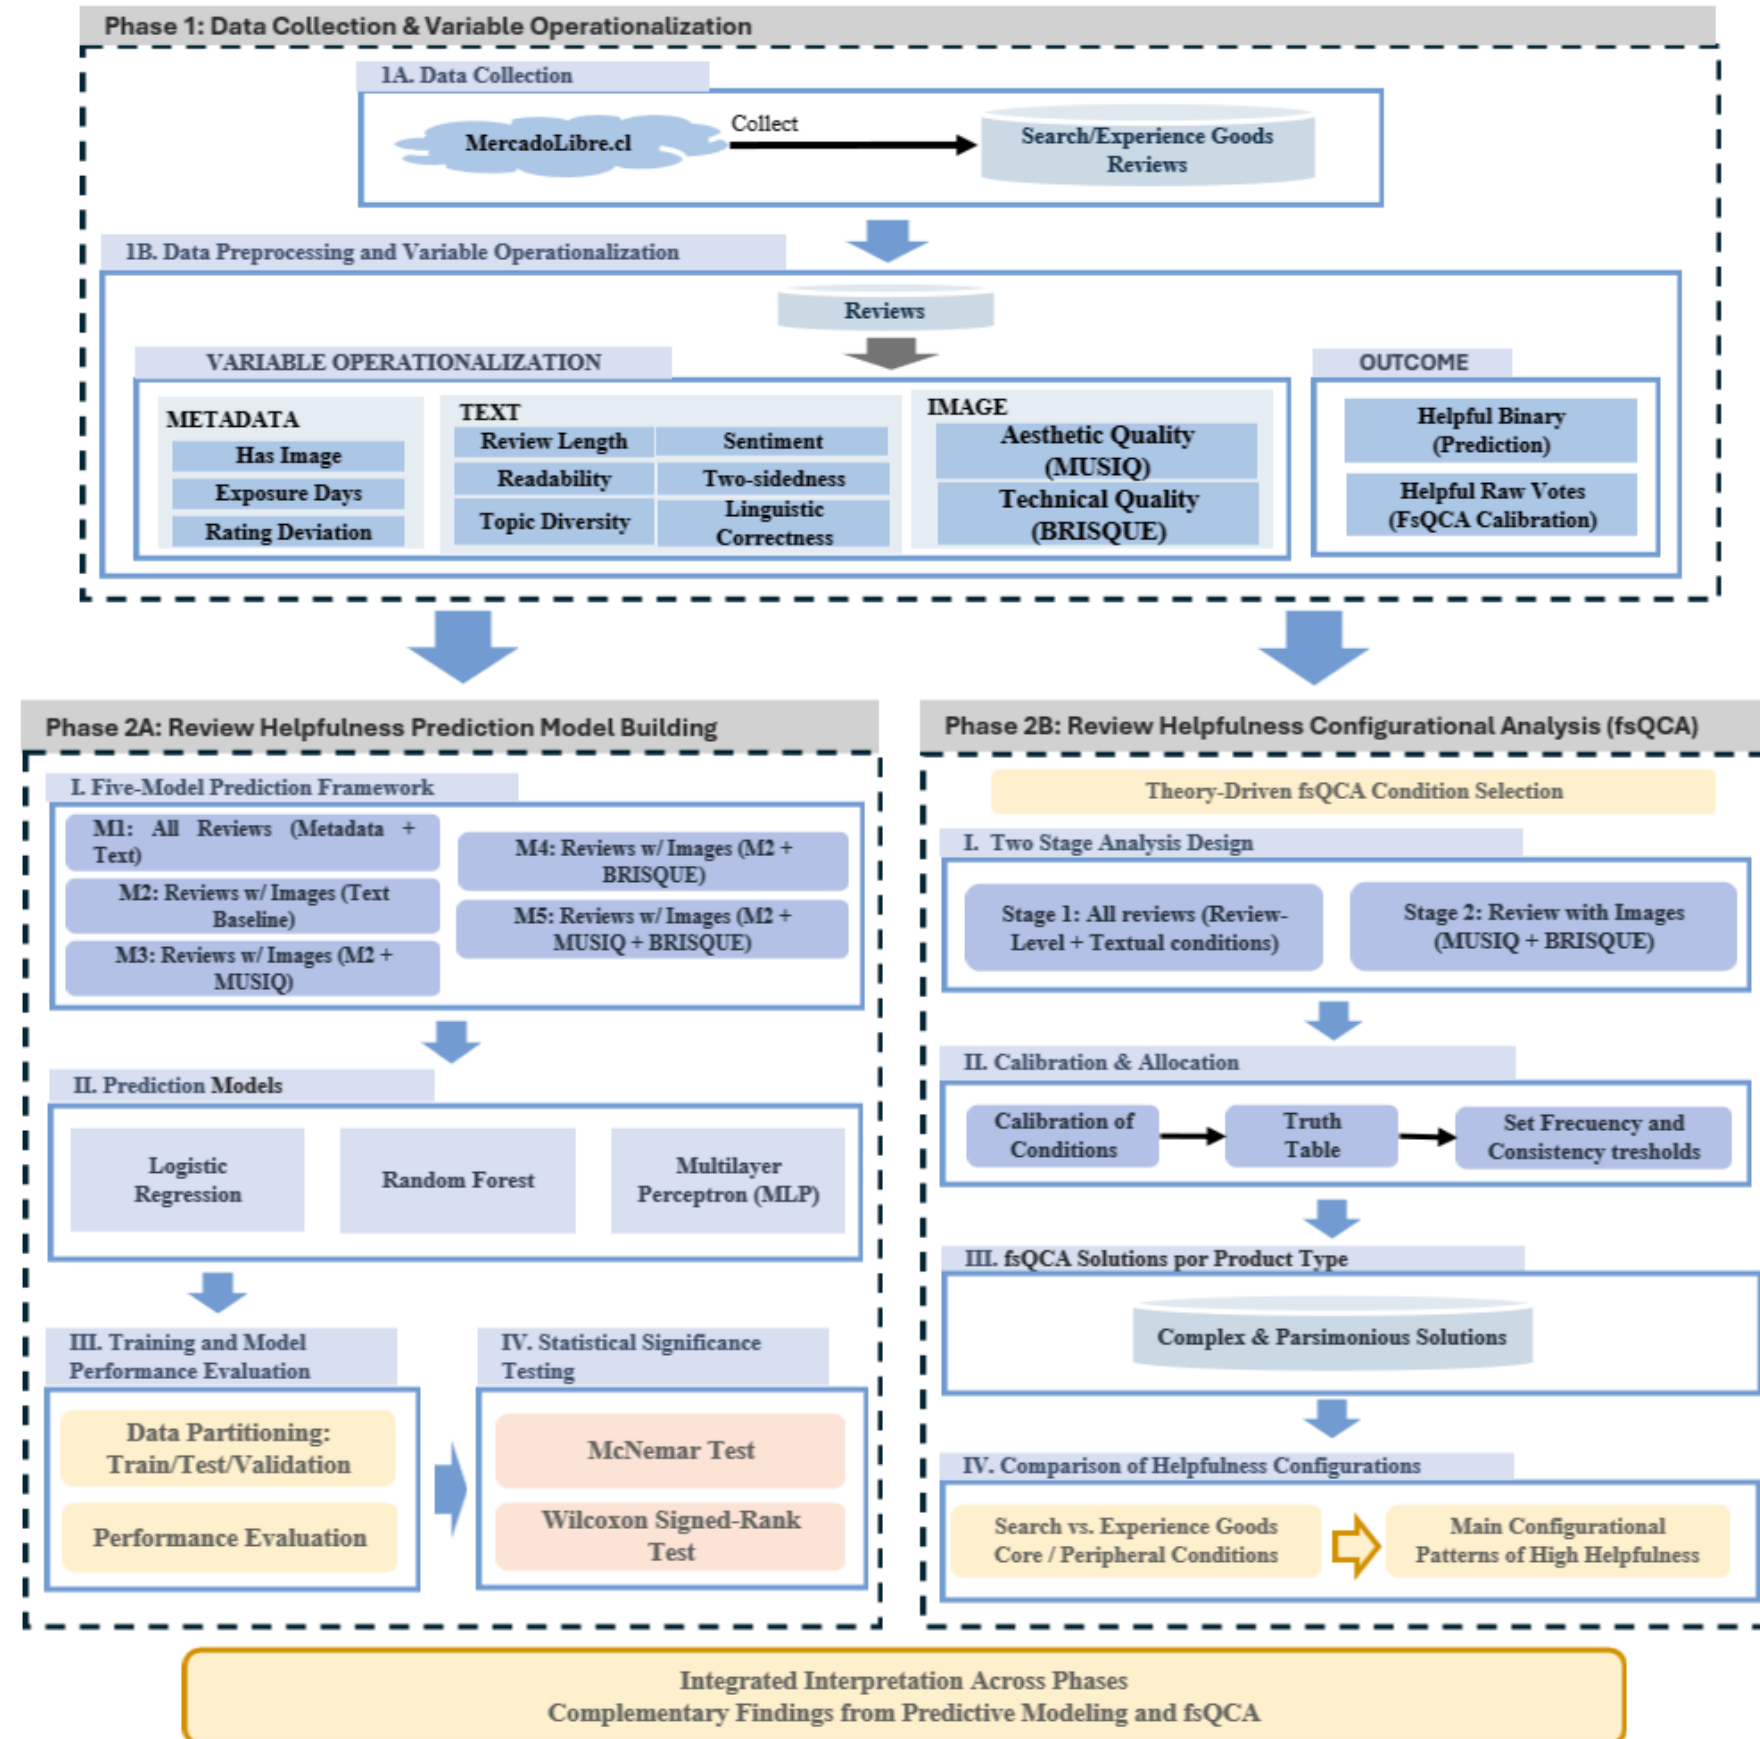 Phase 1: Data Collection & Variable Operationalization
1A. Data Collection
MercadoLibre.cl
Collect
Search/Experience Goods
Reviews
1B. Data Preprocessing and Variable Operationalization
Reviews
VARIABLE OPERATIONALIZATION
METADATA
Has Image
Exposure Days
Rating Deviation
TEXT
Review Length
Sentiment
Readability
Two-sidedness
Topic Diversity
Linguistic
Correctness
IMAGE
Aesthetic Quality
(MUSIQ)
Technical Quality
(BRISQUE)
OUTCOME
Helpful Binary
(Prediction)
Helpful Raw Votes
(FsQCA Calibration)
Phase 2A: Review Helpfulness Prediction Model Building
I. Five-Model Prediction Framework
M1: All Reviews (Metadata +
Text)
M2: Reviews w/ Images (Text
Baseline)
M3: Reviews w/ Images (M2 +
MUSIQ)
M4: Reviews w/ Images (M2 +
BRISQUE)
M5: Reviews w/ Images (M2 +
MUSIQ + BRISQUE)
II. Prediction Models
Logistic
Regression
Random Forest
Multilayer
Perceptron (MLP)
III. Training and Model
Performance Evaluation
Data Partitioning:
Train/Test/Validation
Performance Evaluation
IV. Statistical Significance
Testing
McNemar Test
Wilcoxon Signed-Rank
Test
Phase 2B: Review Helpfulness Configurational Analysis (fsQCA)
Theory-Driven fsQCA Condition Selection
I. Two Stage Analysis Design
Stage 1: All reviews (Review-
Level + Textual conditions)
Stage 2: Review with Images
(MUSIQ + BRISQUE)
II. Calibration & Allocation
Calibration of
Conditions
Truth
Table
Set Frecuency and
Consistency tresholds
III. fsQCA Solutions por Product Type
Complex & Parsimonious Solutions
IV. Comparison of Helpfulness Configurations
Search vs. Experience Goods
Core / Peripheral Conditions
Main Configurational
Patterns of High Helpfulness
Integrated Interpretation Across Phases
Complementary Findings from Predictive Modeling and fsQCA